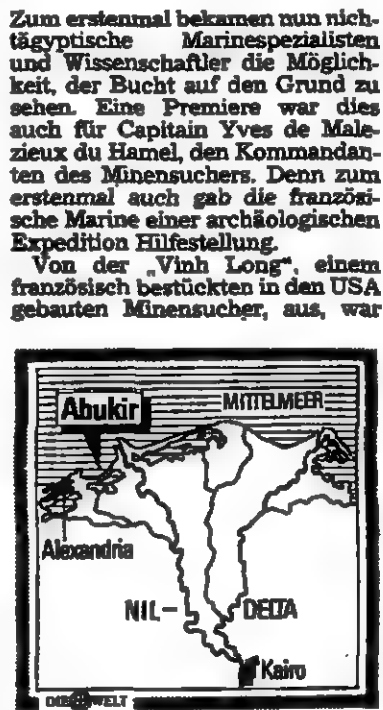 Zum erstenmal bekamen nun nich-
tägyptische Marinespezialisten
und Wissenschaftler die Möglich-
keit, der Bucht auf den Grund zu
sehen. Eine Premiere war dies
auch für Capitain Yves de Male-
zieux du Hamel, den Kommandan-
ten des Minensuchers. Denn zum
erstenmal auch gab die französi-
sche Marine einer archäologischen
Expedition Hilfestellung.
Von der „Vinh Long“, einem
französisch bestückten in den USA
gebauten Minensucher, aus, war
Abukir
MITTELMEER
Alexandria
NIL- DELTA
Kairo
DIE WELT